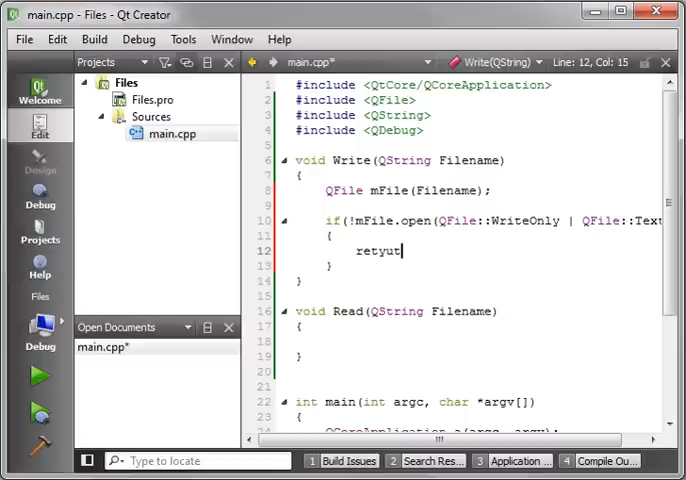 main.cpp - Files - Qt Creator
File Edit Build Debug Tools Window Help
Projects main.cpp* Write(QString) Line: 12, Col: 15
Welcome
Edit
Design
Debug
Projects
Help
Files
Debug
Files
Files.pro
Sources
main.cpp
Open Documents
main.cpp*
1 #include <QtCore/QCoreApplication>
2 #include <QFile>
3 #include <QString>
4 #include <QDebug>
5
6 void Write(QString Filename)
7 {
8 QFile mFile(Filename);
9
10 if(!mFile.open(QFile::WriteOnly | QFile::Text
11 {
12 retyut
13 }
14 }
15
16 void Read(QString Filename)
17 {
18
19 }
20
21
22 int main(int argc, char *argv[])
23 {
24 QCoreApplication a(argc, argv);
Type to locate 1 Build Issues 2 Search Res... 3 Application ... 4 Compile Ou...